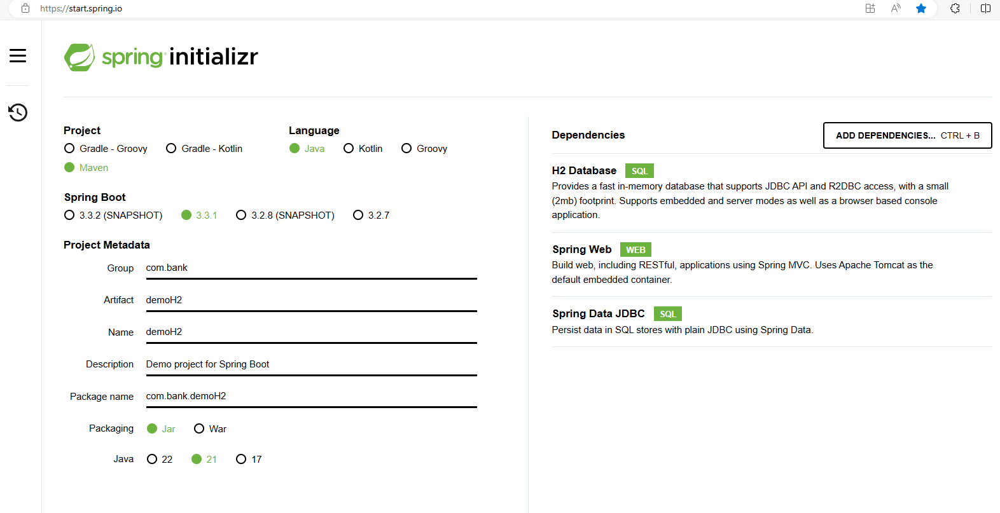 https://start.spring.io
spring initializr
Project
Gradle - Groovy Gradle - Kotlin
Maven
Language
Java Kotlin Groovy
Spring Boot
3.3.2 (SNAPSHOT) 3.3.1 3.2.8 (SNAPSHOT) 3.2.7
Project Metadata
Group com.bank
Artifact demoH2
Name demoH2
Description Demo project for Spring Boot
Package name com.bank.demoH2
Packaging Jar War
Java 22 21 17
Dependencies
ADD DEPENDENCIES... CTRL + B
H2 Database SQL
Provides a fast in-memory database that supports JDBC API and R2DBC access, with a small
(2mb) footprint. Supports embedded and server modes as well as a browser based console
application.
Spring Web WEB
Build web, including RESTful, applications using Spring MVC. Uses Apache Tomcat as the
default embedded container.
Spring Data JDBC SQL
Persist data in SQL stores with plain JDBC using Spring Data.